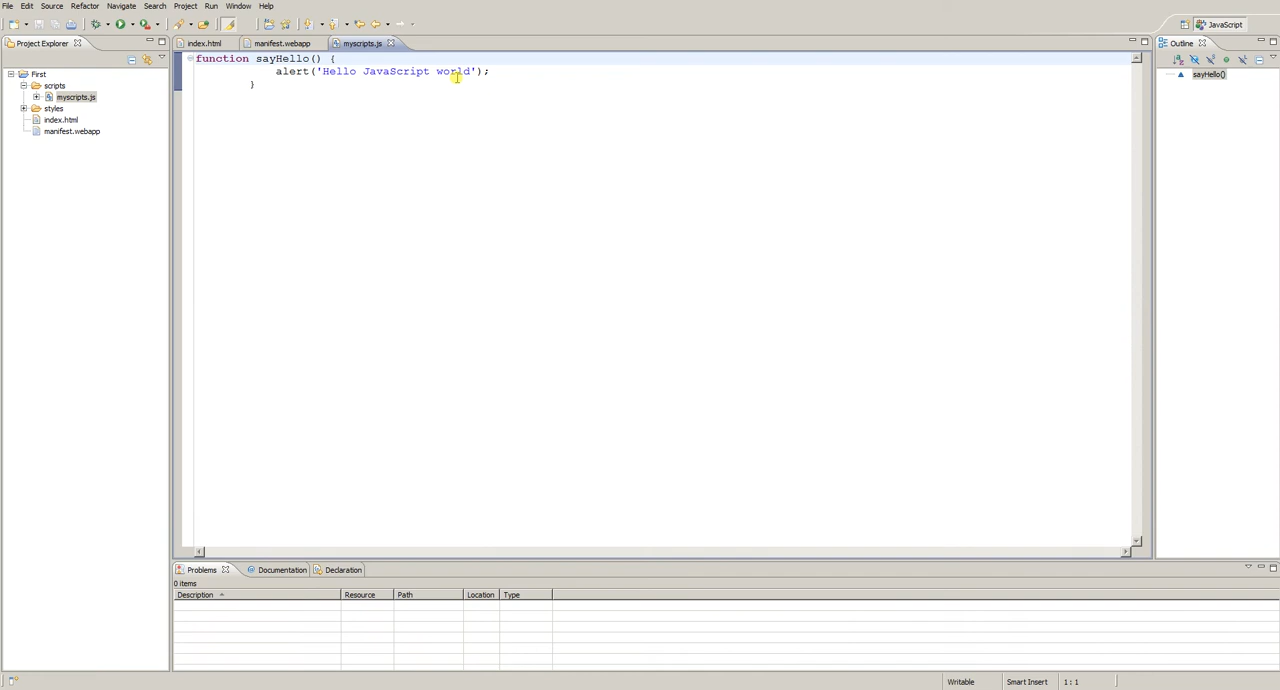 File Edit Source Refactor Navigate Search Project Run Window Help
JavaScript
Project Explorer
index.html manifest.webapp myscripts.js
Outline
First
scripts
myscripts.js
styles
index.html
manifest.webapp
function sayHello() {
alert('Hello JavaScript world');
}
sayHello()
Problems Documentation Declaration
0 items
Description Resource Path Location Type
Writable Smart Insert 1 : 1